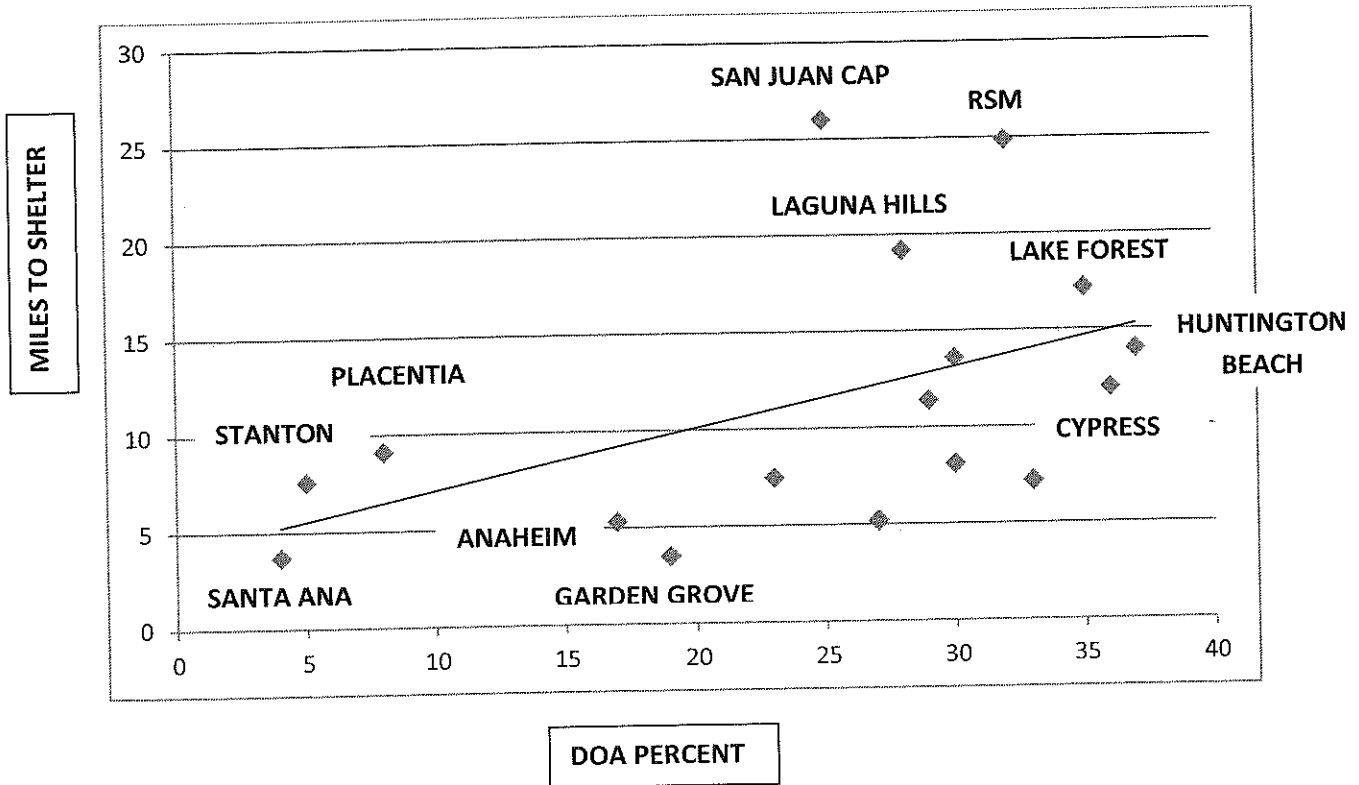 30
SAN JUAN CAP
RSM
25
MILES TO SHELTER
LAGUNA HILLS
20
LAKE FOREST
15
HUNTINGTON
BEACH
PLACENTIA
STANTON
10
CYPRESS
5
ANAHEIM
SANTA ANA
GARDEN GROVE
0
0 5 10 15 20 25 30 35 40
DOA PERCENT